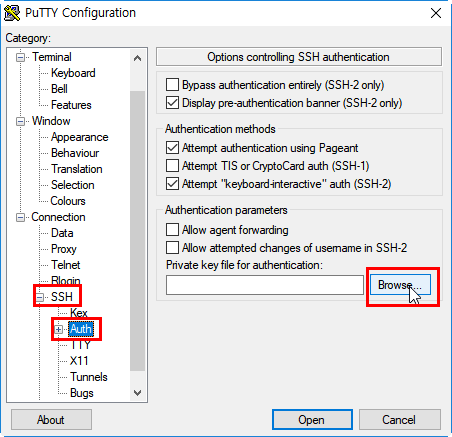 PuTTY Configuration
Category:
Terminal
Keyboard
Bell
Features
Window
Appearance
Behaviour
Translation
Selection
Colours
Connection
Data
Proxy
Telnet
Rlogin
SSH
Kex
Auth
TTY
X11
Tunnels
Bugs
Options controlling SSH authentication
Bypass authentication entirely (SSH-2 only)
Display pre-authentication banner (SSH-2 only)
Authentication methods
Attempt authentication using Pageant
Attempt TIS or CryptoCard auth (SSH-1)
Attempt "keyboard-interactive" auth (SSH-2)
Authentication parameters
Allow agent forwarding
Allow attempted changes of username in SSH-2
Private key file for authentication:
Browse...
About
Open
Cancel